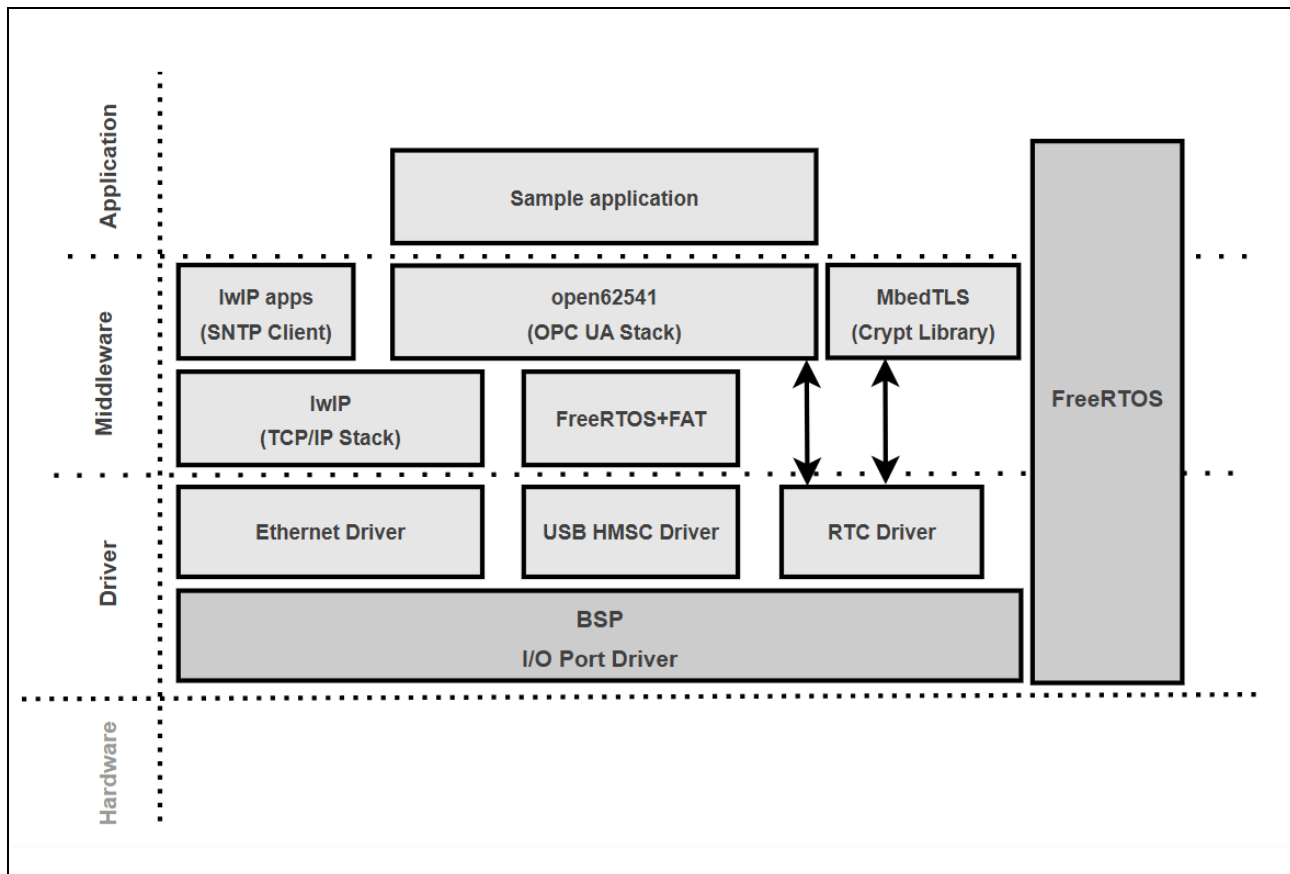 Application
Sample application
Middleware
lwIP apps
(SNTP Client)
open62541
(OPC UA Stack)
MbedTLS
(Crypt Library)
lwIP
(TCP/IP Stack)
FreeRTOS+FAT
FreeRTOS
Driver
Ethernet Driver
USB HMSC Driver
RTC Driver
BSP
I/O Port Driver
Hardware